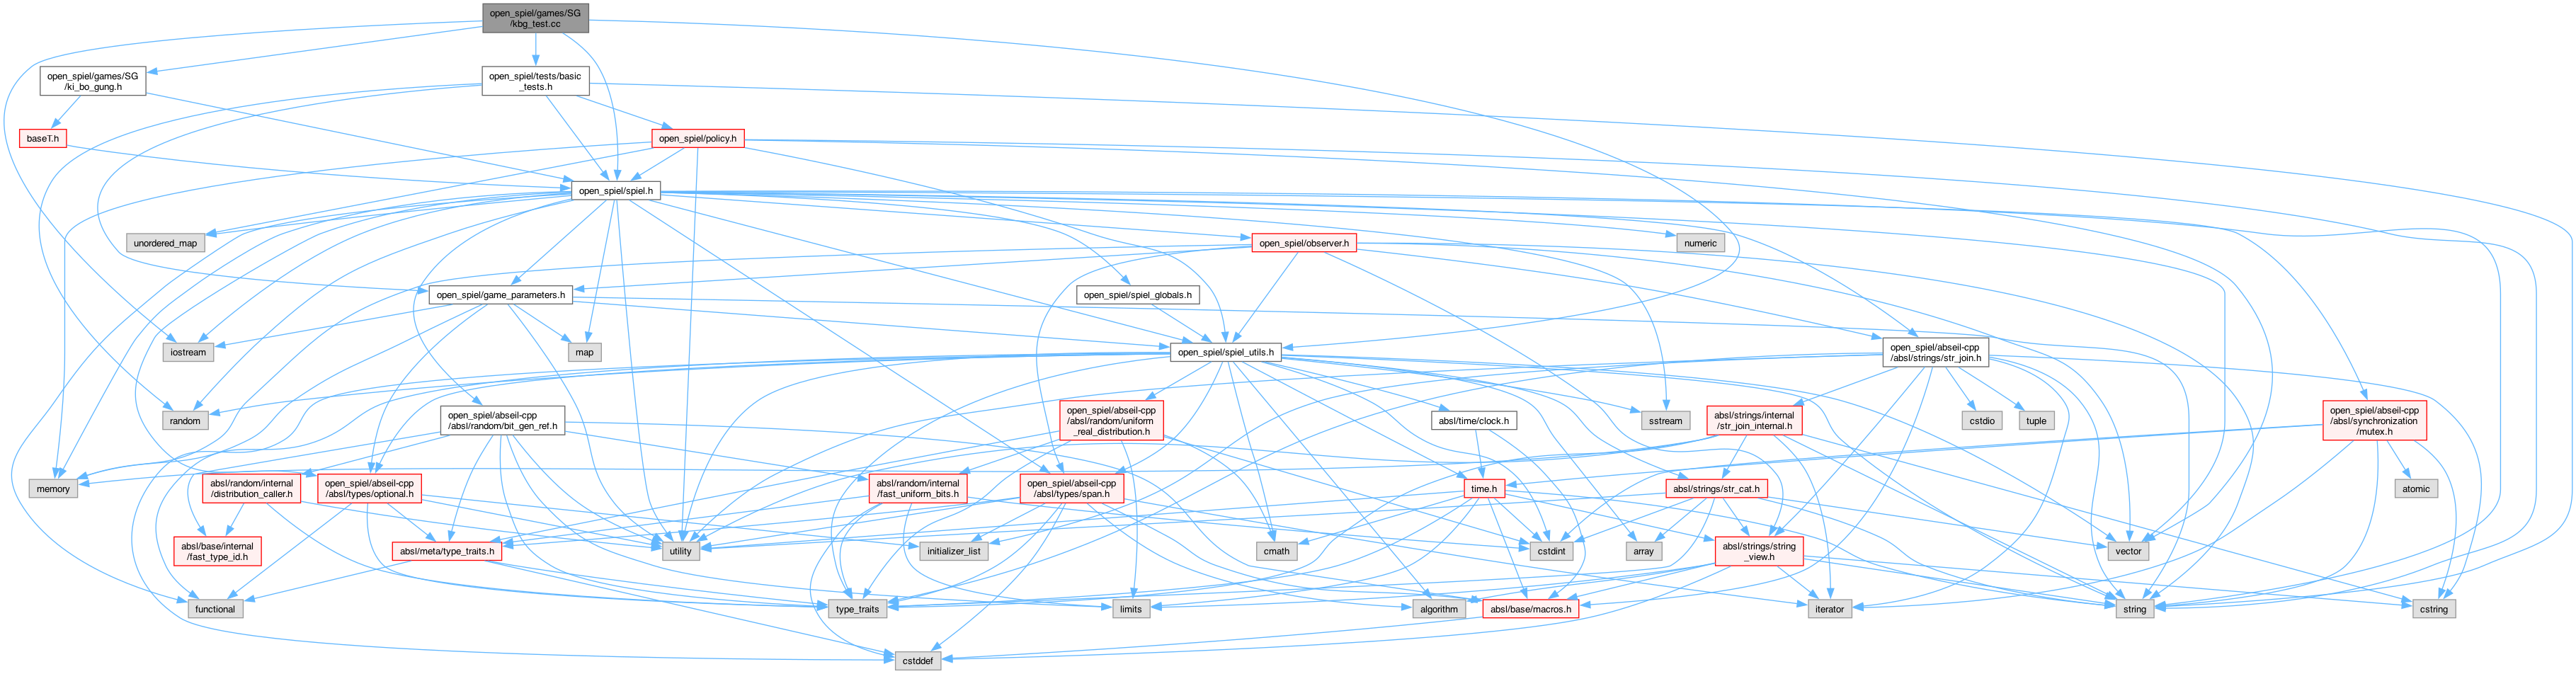 open_spiel/games/SG
/kbg_test.cc
open_spiel/games/SG
/ki_bo_gung.h
open_spiel/tests/basic
_tests.h
baseT.h
open_spiel/policy.h
open_spiel/spiel.h
unordered_map
open_spiel/observer.h
numeric
open_spiel/game_parameters.h
open_spiel/spiel_globals.h
iostream
map
open_spiel/spiel_utils.h
open_spiel/abseil-cpp
/absl/strings/str_join.h
random
open_spiel/abseil-cpp
/absl/random/bit_gen_ref.h
open_spiel/abseil-cpp
/absl/random/uniform
_real_distribution.h
absl/time/clock.h
sstream
absl/strings/internal
/str_join_internal.h
cstdio
tuple
open_spiel/abseil-cpp
/absl/synchronization
/mutex.h
memory
absl/random/internal
/distribution_caller.h
open_spiel/abseil-cpp
/absl/types/optional.h
absl/random/internal
/fast_uniform_bits.h
open_spiel/abseil-cpp
/absl/types/span.h
time.h
absl/strings/str_cat.h
atomic
absl/base/internal
/fast_type_id.h
absl/meta/type_traits.h
utility
initializer_list
cmath
cstdint
array
absl/strings/string
_view.h
vector
functional
type_traits
limits
algorithm
absl/base/macros.h
iterator
string
cstring
cstddef